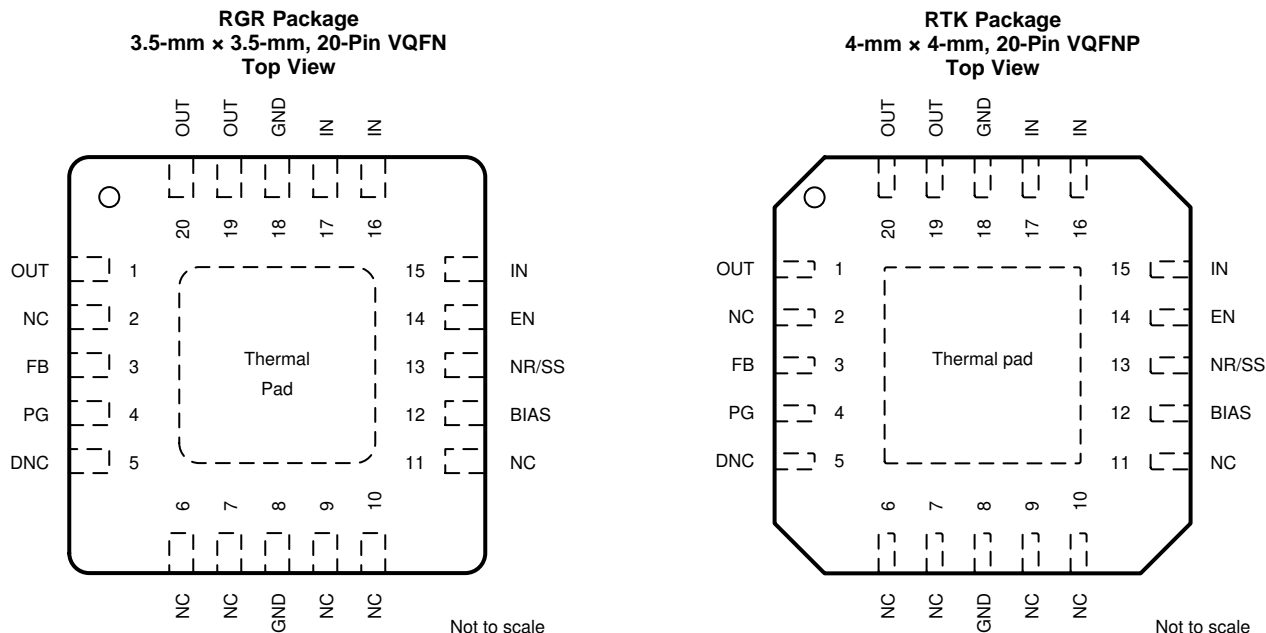 RGR Package
3.5-mm × 3.5-mm, 20-Pin VQFN
Top View
OUT OUT GND IN IN
20 19 18 17 16
OUT 1 15 IN
NC 2 14 EN
FB 3 Thermal 13 NR/SS
Pad
PG 4 12 BIAS
DNC 5 11 NC
6 7 8 9 10
NC NC GND NC NC
Not to scale
RTK Package
4-mm × 4-mm, 20-Pin VQFNP
Top View
OUT OUT GND IN IN
20 19 18 17 16
OUT 1 15 IN
NC 2 14 EN
FB 3 Thermal pad 13 NR/SS
PG 4 12 BIAS
DNC 5 11 NC
6 7 8 9 10
NC NC GND NC NC
Not to scale